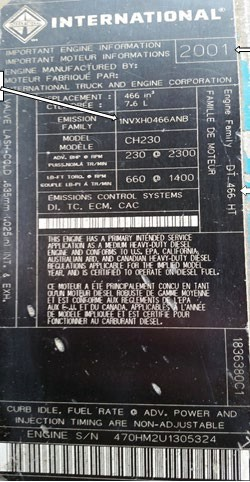 INTERNATIONAL®
IMPORTANT ENGINE INFORMATION
IMPORTANT MOTEUR INFORMATIONS
2001
ENGINE MANUFACTURED BY:
MOTEUR FABRIQUÉ PAR:
INTERNATIONAL TRUCK AND ENGINE CORPORATION
DISPLACEMENT: 466 in³
7.6 L
EMISSION FAMILY
1NVXH0466ANB
MODEL
MODÈLE
CH230
ADV. BHP @ RPM
230 @ 2300
LB-FT TORQ. @ RPM
COUPLE LB-PI A T/MN
660 @ 1400
EMISSIONS CONTROL SYSTEMS
DI, TC, ECM, CAC
Engine Family DT 466 HT
FAMILLE DE MOTEUR
VALVE LASH-COLD .635mm (.025in) INT. & EXH.
THIS ENGINE HAS A PRIMARY INTENDED SERVICE
APPLICATION AS A MEDIUM HEAVY-DUTY DIESEL
ENGINE AND CONFORMS TO U.S. EPA, CALIFORNIA,
AUSTRALIAN ADR, AND CANADIAN HEAVY-DUTY DIESEL
REGULATIONS APPLICABLE FOR THE IMPLIED MODEL
YEAR, AND IS CERTIFIED TO OPERATE ON DIESEL FUEL.
CE MOTEUR A ÉTÉ PRINCIPALEMENT CONÇU EN TANT
QU'UN MOTEUR DIESEL ROBUSTE DE GAMME MOYENNE
ET EST CONFORME AUX RÈGLEMENTS DE L'EPA
AUX E-U. ET DU CANADA, APPLICABLES À L'ANNÉE
DE MODÈLE IMPLIQUÉE ET EST CERTIFIÉ POUR
FONCTIONNER AU CARBURANT DIESEL.
1836380C1
CURB IDLE, FUEL RATE @ ADV. POWER AND
INJECTION TIMING ARE NON-ADJUSTABLE
ENGINE S/N 470HM2U1305324